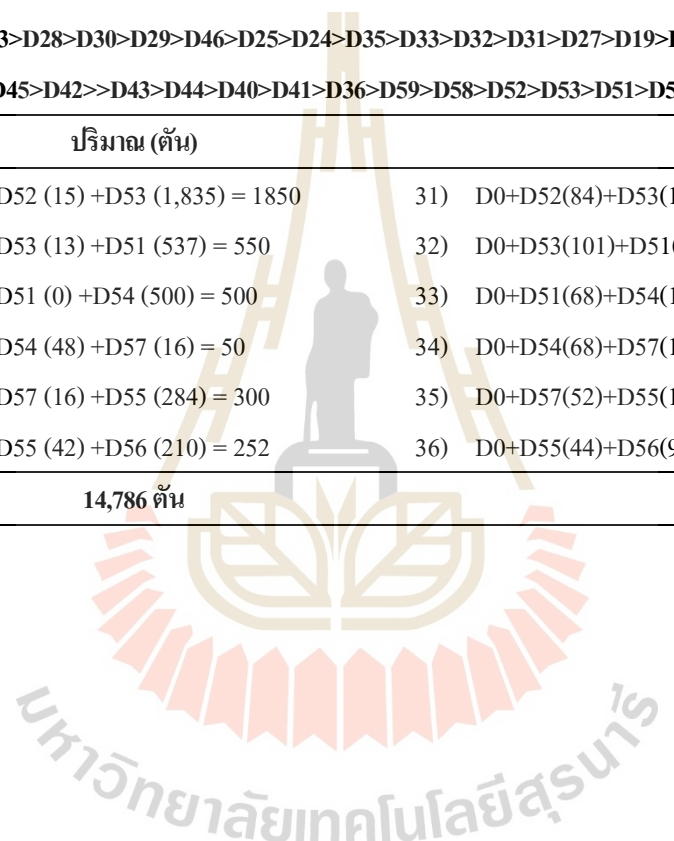 3>D28>D30>D29>D46>D25>D24>D35>D33>D32>D31>D27>D19>
D45>D42>>D43>D44>D40>D41>D36>D59>D58>D52>D53>D51>D5
ปริมาณ (ตัน)
D52 (15) +D53 (1,835) = 1850 31) D0+D52(84)+D53(1
D53 (13) +D51 (537) = 550 32) D0+D53(101)+D51(
D51 (0) +D54 (500) = 500 33) D0+D51(68)+D54(1
D54 (48) +D57 (16) = 50 34) D0+D54(68)+D57(1
D57 (16) +D55 (284) = 300 35) D0+D57(52)+D55(1
D55 (42) +D56 (210) = 252 36) D0+D55(44)+D56(9
14,786 ตัน
มหาวิทยาลัยเทคโนโลยีสุรนารี